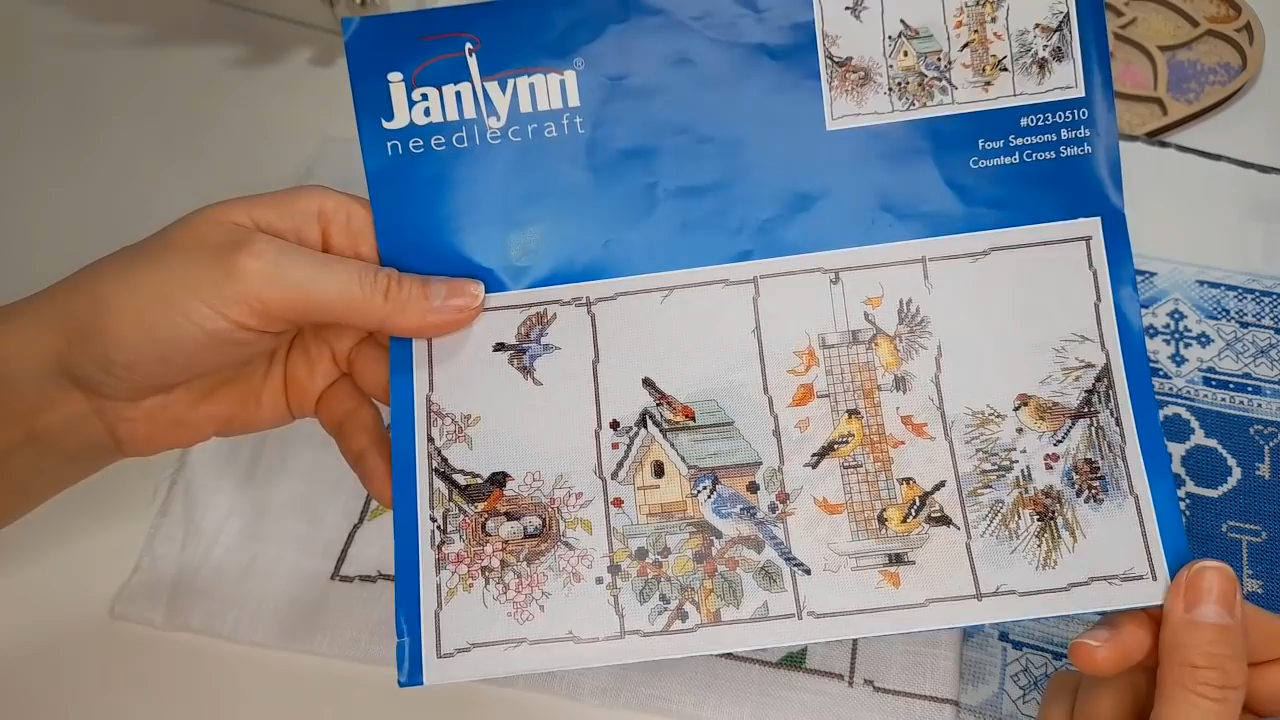 janlynn®
needlecraft
#023-0510
Four Seasons Birds
Counted Cross Stitch